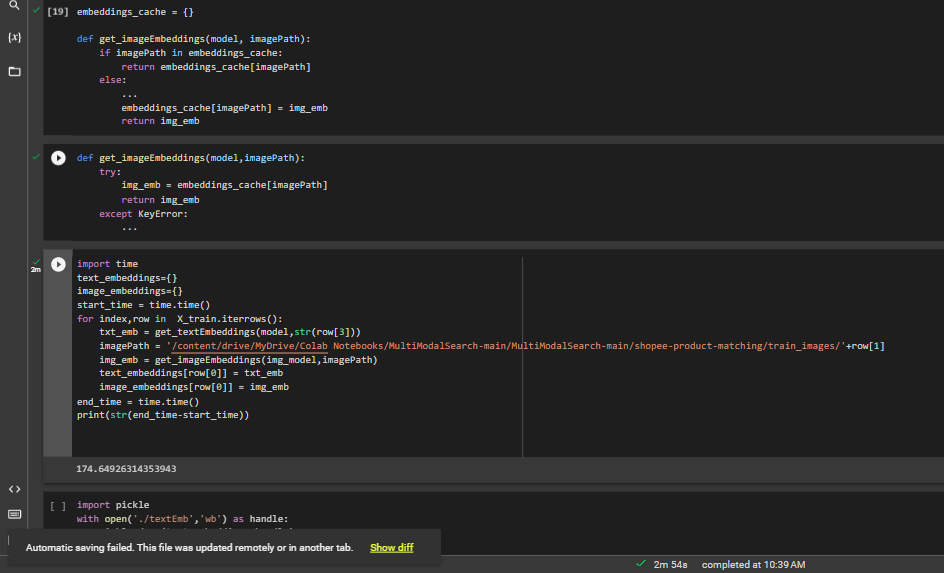 [19] embeddings_cache = {}
def get_imageEmbeddings(model, imagePath):
if imagePath in embeddings_cache:
return embeddings_cache[imagePath]
else:
...
embeddings_cache[imagePath] = img_emb
return img_emb
def get_imageEmbeddings(model,imagePath):
try:
img_emb = embeddings_cache[imagePath]
return img_emb
except KeyError:
...
2m
import time
text_embeddings={}
image_embeddings={}
start_time = time.time()
for index,row in  X_train.iterrows():
txt_emb = get_textEmbeddings(model,str(row[3]))
imagePath = '/content/drive/MyDrive/Colab Notebooks/MultiModalSearch-main/MultiModalSearch-main/shopee-product-matching/train_images/'+row[1]
img_emb = get_imageEmbeddings(img_model,imagePath)
text_embeddings[row[0]] = txt_emb
image_embeddings[row[0]] = img_emb
end_time = time.time()
print(str(end_time-start_time))
174.64926314353943
[ ] import pickle
with open('./textEmb','wb') as handle:
Automatic saving failed. This file was updated remotely or in another tab. Show diff
2m 54s completed at 10:39 AM